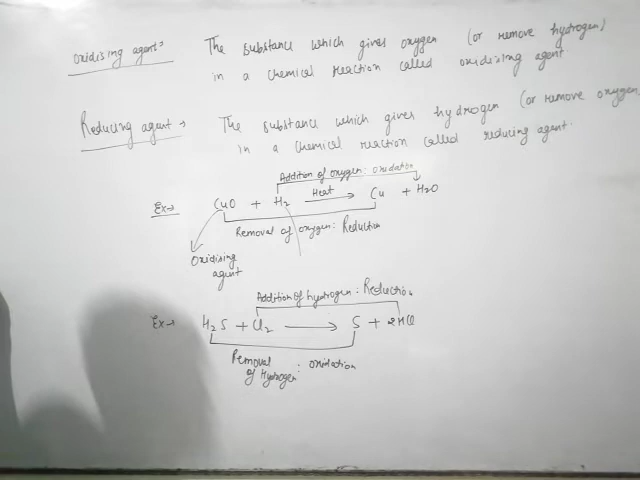 Oxidising agent:
The substance which gives oxygen (or remove hydrogen)
in a chemical reaction called oxidising agent
Reducing agent →
The substance which gives hydrogen (or remove oxygen)
in a chemical reaction called reducing agent.
Addition of oxygen: oxidation
Ex→ CuO + H₂ Heat → Cu + H₂O
Removal of oxygen: Reduction
Oxidising
agent
Addition of hydrogen: Reduction
Ex→ H₂S + Cl₂ → S + 2HCl
Removal
of Hydrogen : oxidation